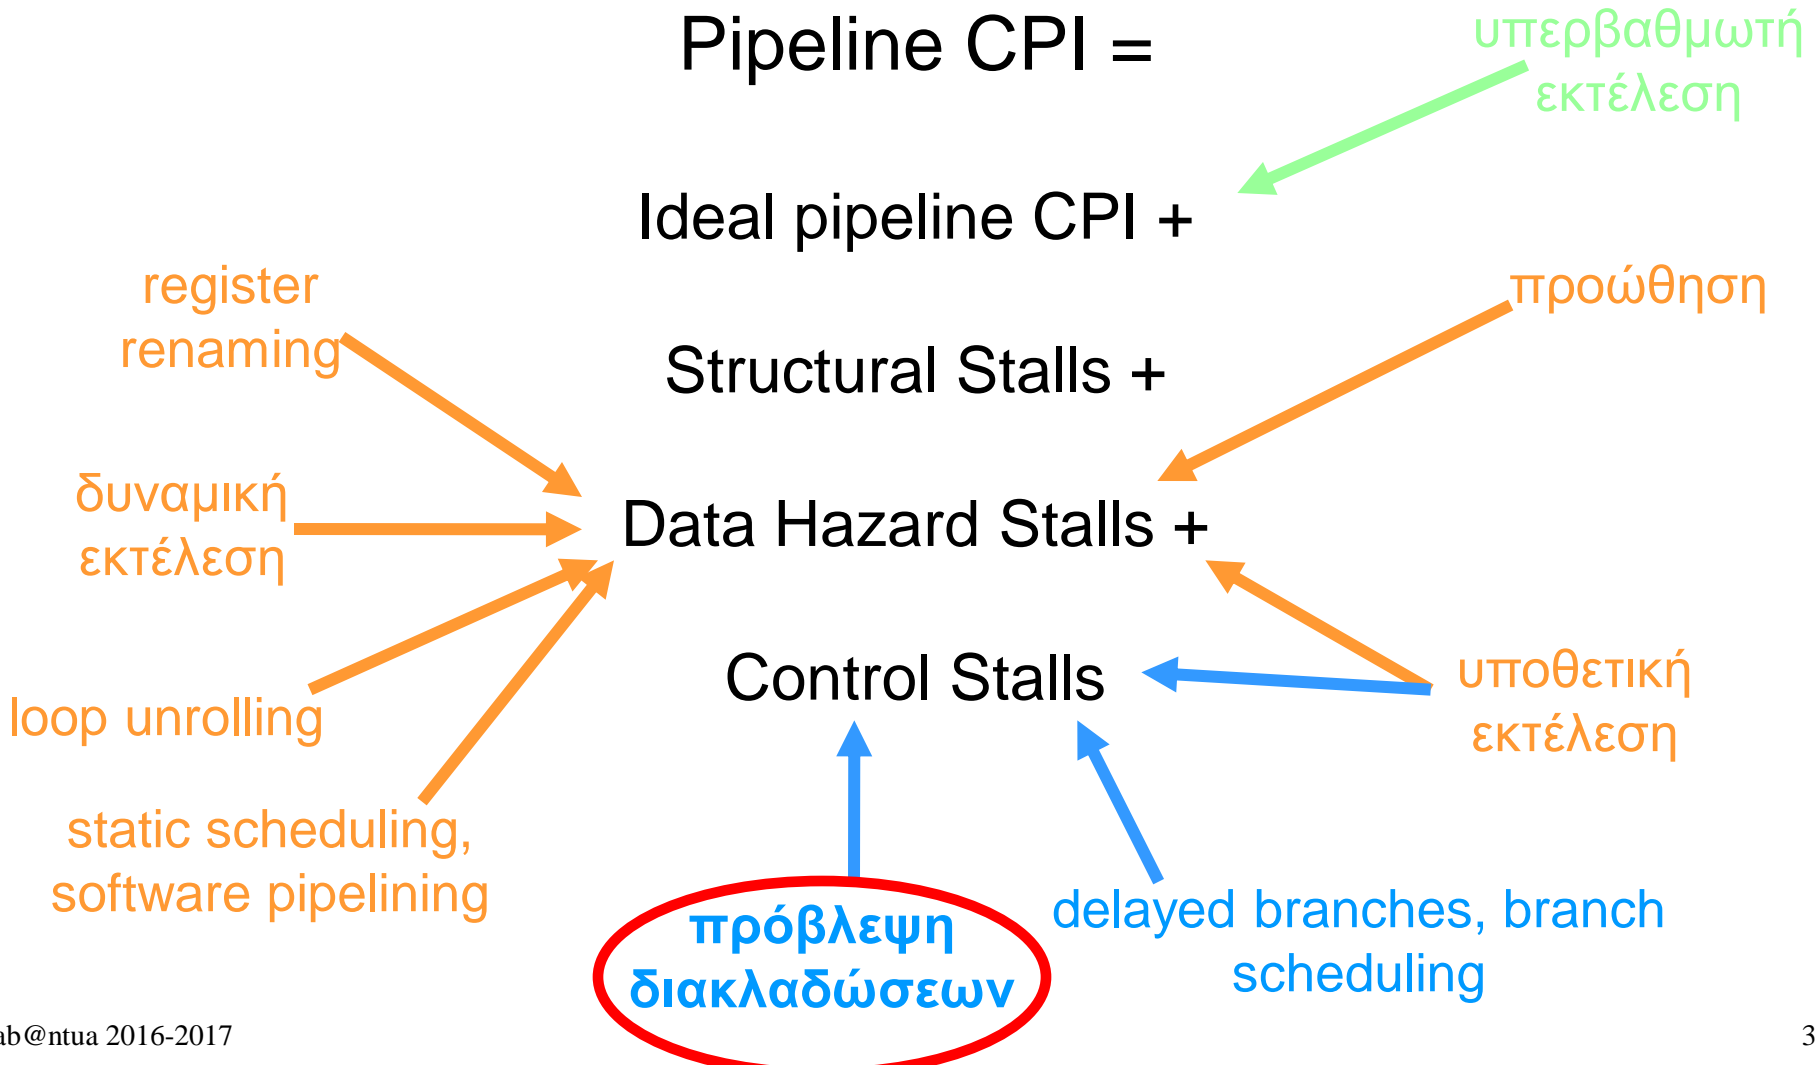 Pipeline CPI =
υπερβαθμωτή
εκτέλεση
Ideal pipeline CPI +
register
renaming
προώθηση
Structural Stalls +
δυναμική
εκτέλεση
Data Hazard Stalls +
Control Stalls
υποθετική
εκτέλεση
loop unrolling
static scheduling,
software pipelining
πρόβλεψη
διακλαδώσεων
delayed branches, branch
scheduling
ab@ntua 2016-2017
3